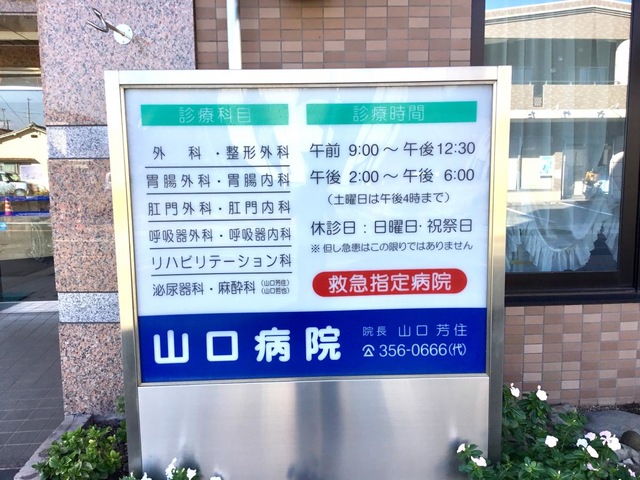 診療科目
外科・整形外科
胃腸外科・胃腸内科
肛門外科・肛門内科
呼吸器外科・呼吸器内科
リハビリテーション科
泌尿器科・麻酔科(山口芳住)
診療時間
午前 9:00～午後12:30
午後 2:00～午後 6:00
(土曜日は午後4時まで)
休診日：日曜日・祝祭日
※但し急患はこの限りではありません
救急指定病院
山口病院
院長 山口芳住
☎356-0666(代)